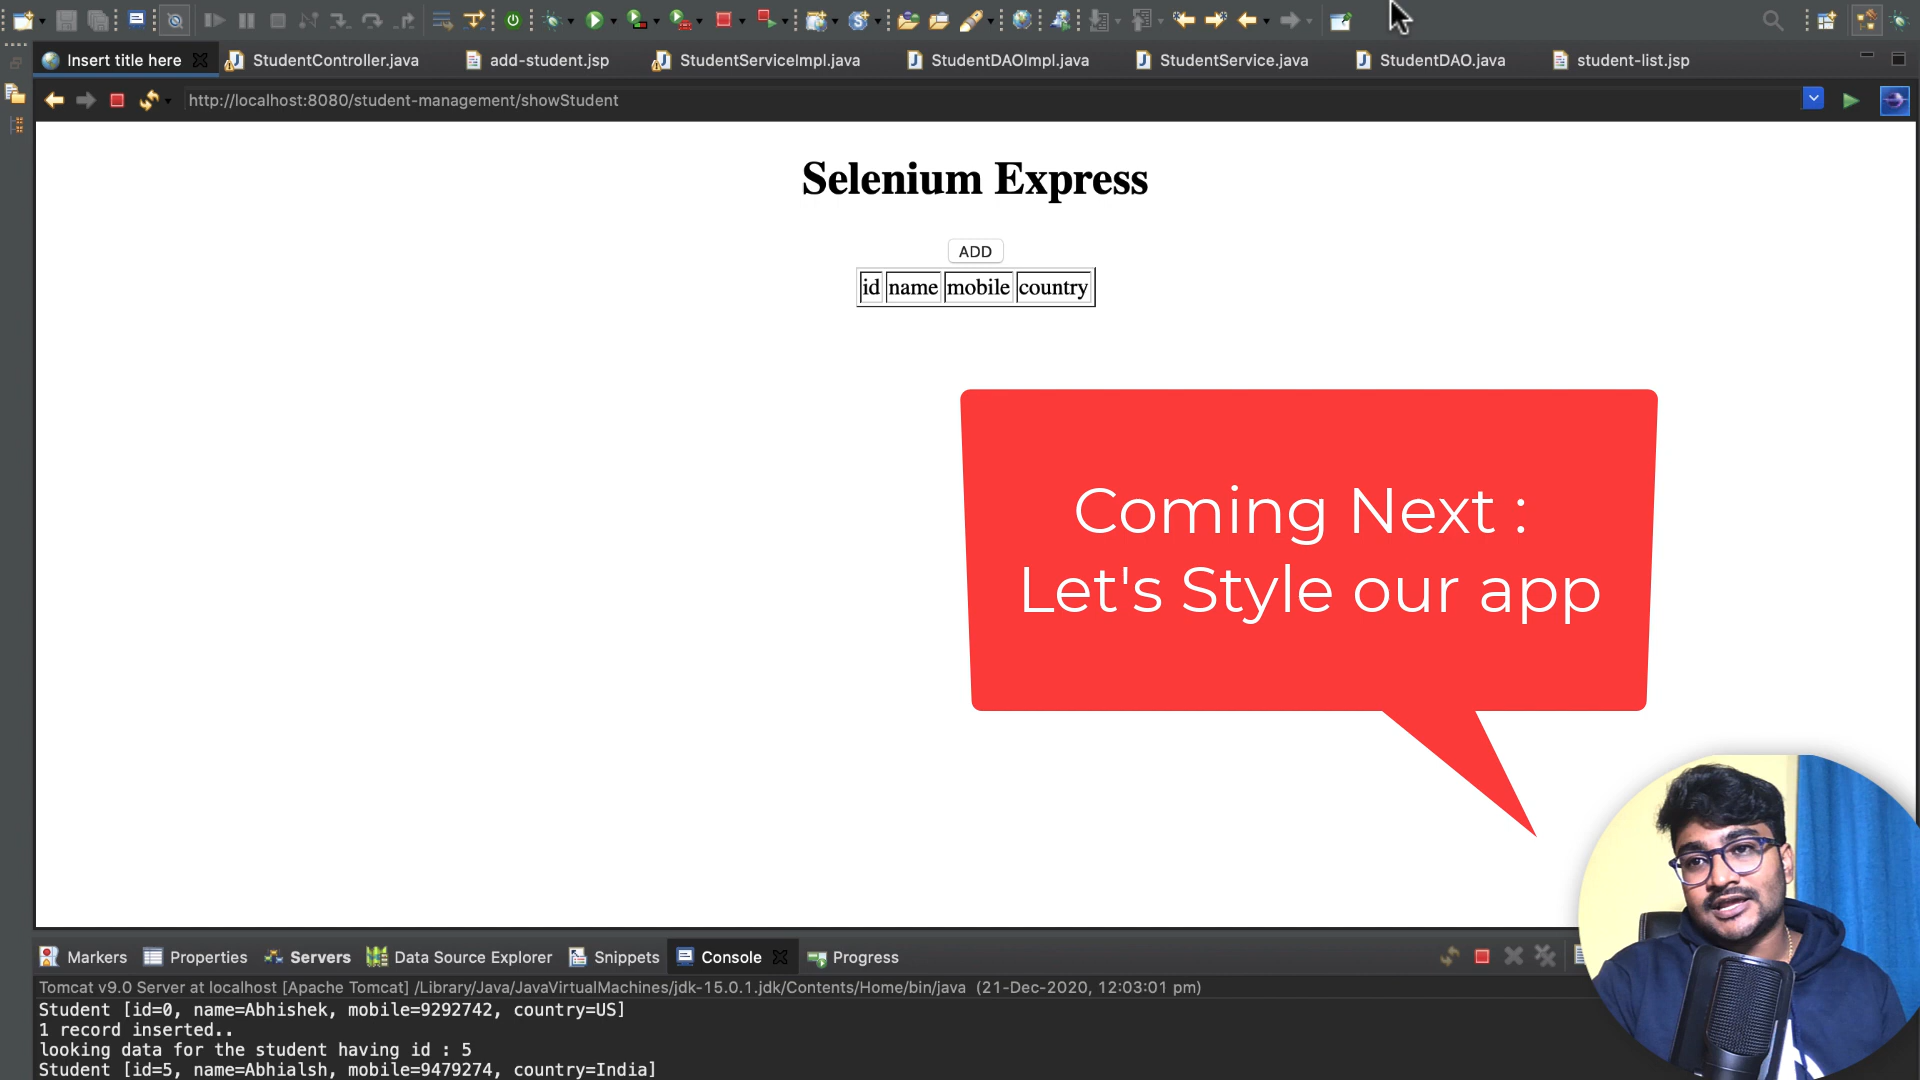 Insert title here
StudentController.java
add-student.jsp
StudentServiceImpl.java
StudentDAOImpl.java
StudentService.java
StudentDAO.java
student-list.jsp
http://localhost:8080/student-management/showStudent
Selenium Express
ADD
id name mobile country
Coming Next :
Let's Style our app
Markers Properties Servers Data Source Explorer Snippets Console Progress
Tomcat v9.0 Server at localhost [Apache Tomcat] /Library/Java/JavaVirtualMachines/jdk-15.0.1.jdk/Contents/Home/bin/java (21-Dec-2020, 12:03:01 pm)
Student [id=0, name=Abhishek, mobile=9292742, country=US]
1 record inserted..
looking data for the student having id : 5
Student [id=5, name=Abhialsh, mobile=9479274, country=India]